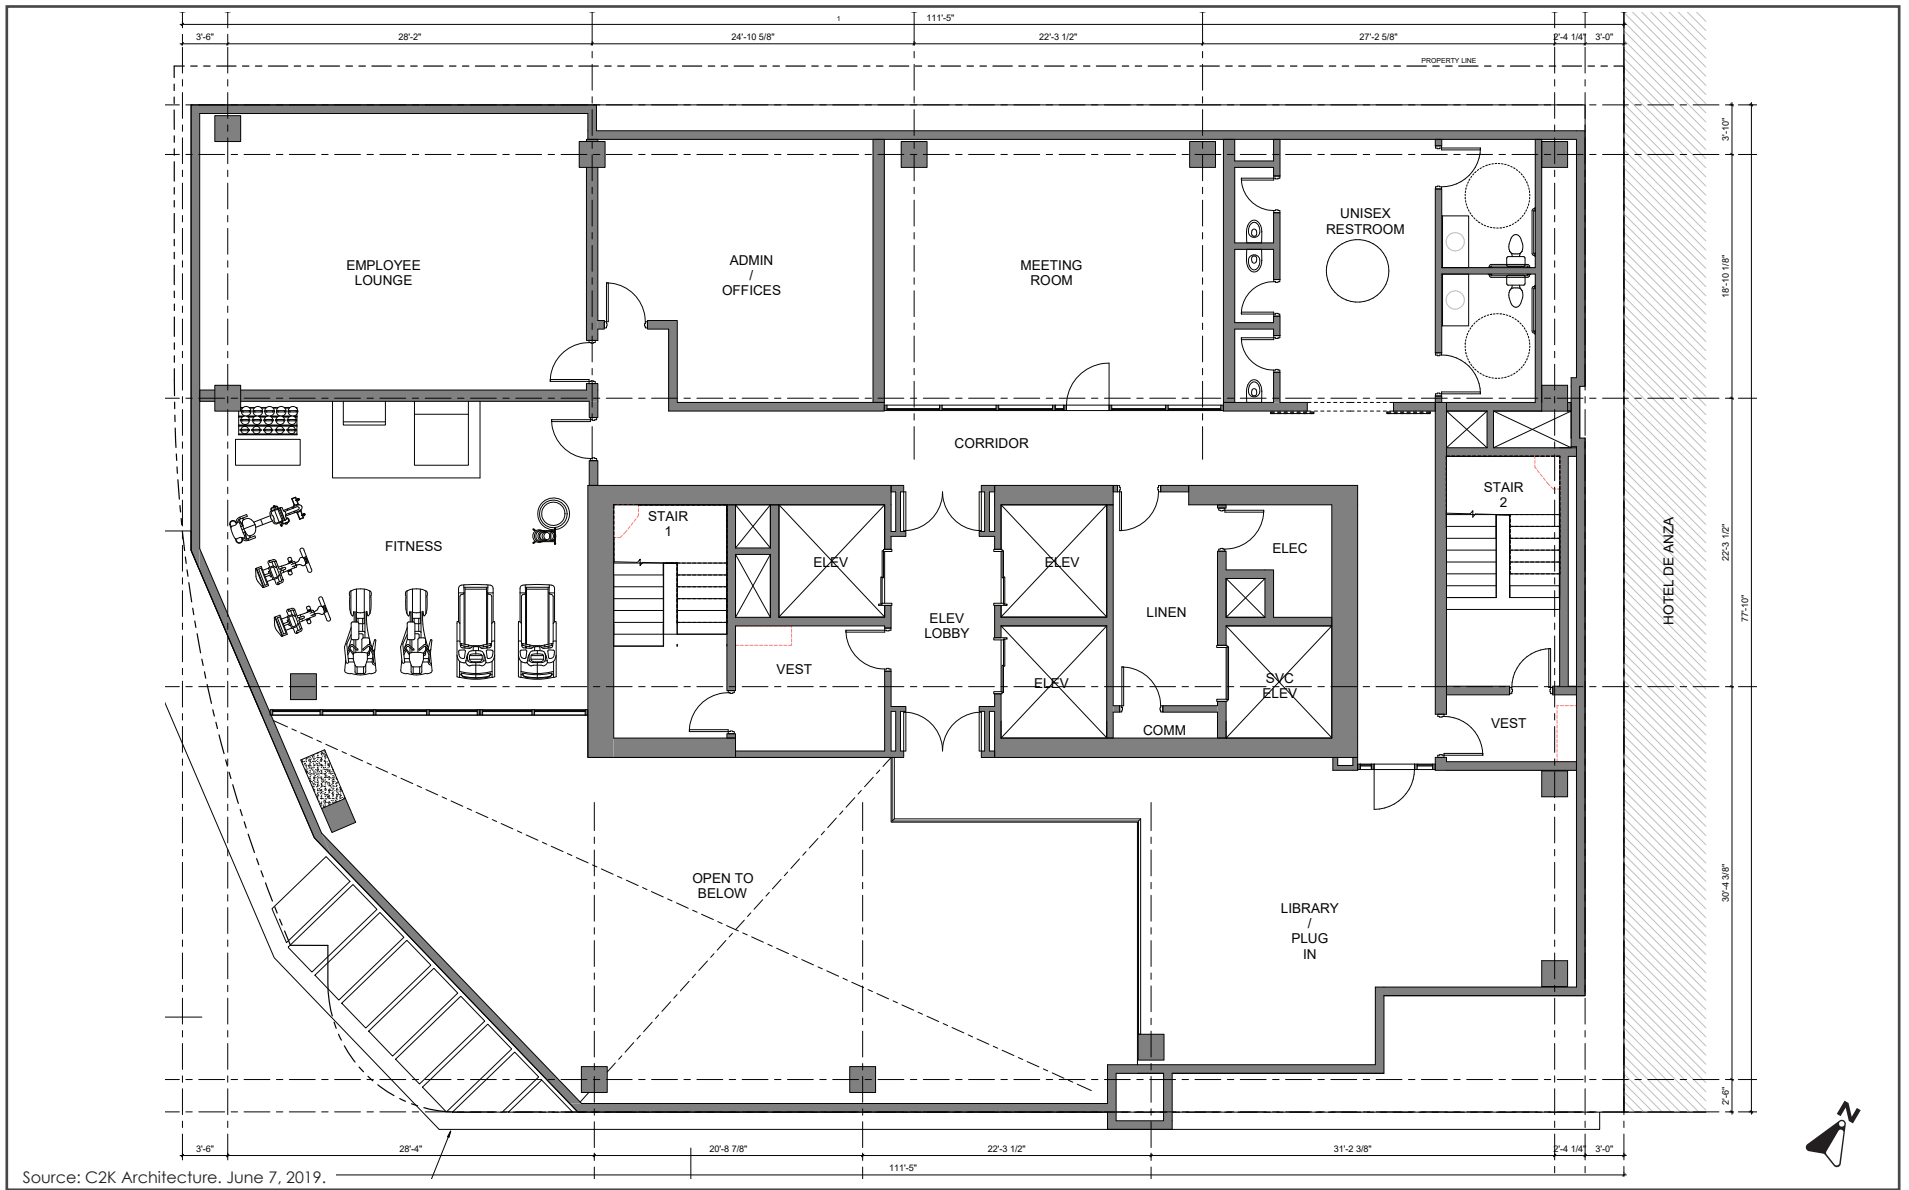 1
111'-5"
3'-6"
28'-2"
24'-10 5/8"
22'-3 1/2"
27'-2 5/8"
2'-4 1/4"
3'-0"
PROPERTY LINE
3'-10"
EMPLOYEE
LOUNGE
ADMIN
/
OFFICES
MEETING
ROOM
UNISEX
RESTROOM
18'-10 1/8"
CORRIDOR
FITNESS
STAIR
1
ELEV
ELEV
ELEC
STAIR
2
HOTEL DE ANZA
22'-3 1/2"
77'-10"
ELEV
LOBBY
LINEN
VEST
ELEV
SVC
ELEV
COMM
VEST
OPEN TO
BELOW
LIBRARY
/
PLUG
IN
30'-4 3/8"
2'-6"
N
3'-6"
28'-4"
20'-8 7/8"
22'-3 1/2"
31'-2 3/8"
2'-4 1/4"
3'-0"
111'-5"
Source: C2K Architecture. June 7, 2019.